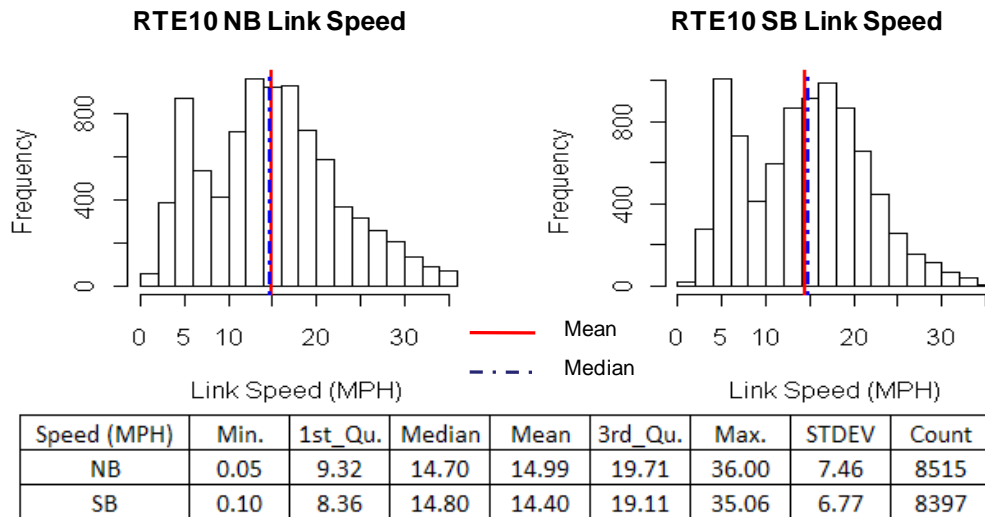 RTE10 NB Link Speed
Frequency
0 400 800
0 5 10 20 30
Link Speed (MPH)
RTE10 SB Link Speed
Frequency
0 400 800
0 5 10 20 30
Link Speed (MPH)
Mean
Median
Speed (MPH) Min. 1st_Qu. Median Mean 3rd_Qu. Max. STDEV Count
NB 0.05 9.32 14.70 14.99 19.71 36.00 7.46 8515
SB 0.10 8.36 14.80 14.40 19.11 35.06 6.77 8397